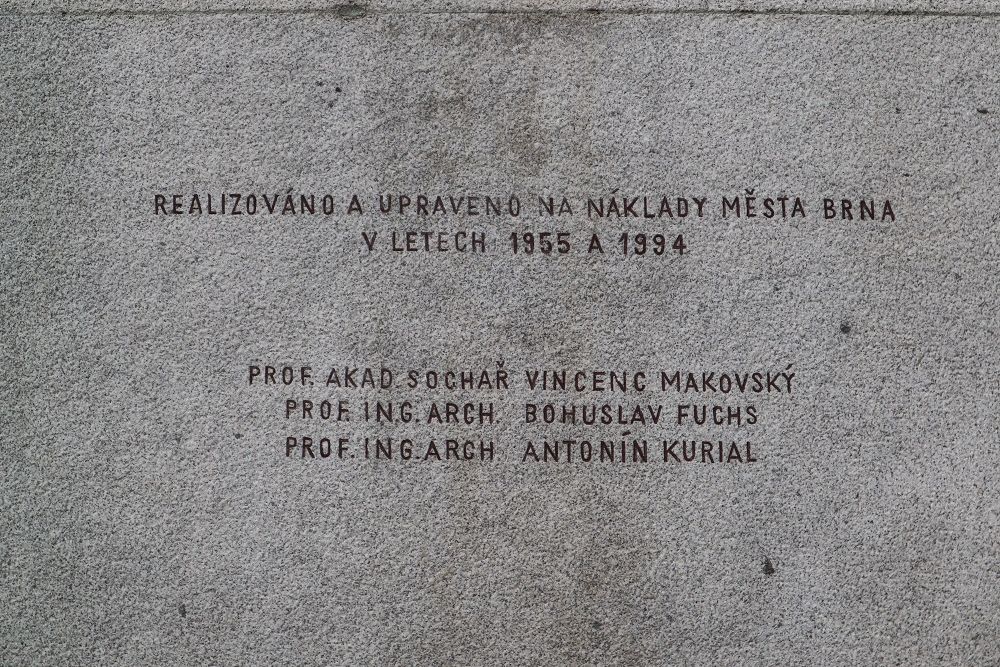 REALIZOVÁNO A UPRAVENO NA NÁKLADY MĚSTA BRNA
V LETECH 1955 A 1994
PROF. AKAD. SOCHAŘ VINCENC MAKOVSKÝ
PROF. ING. ARCH. BOHUSLAV FUCHS
PROF. ING. ARCH. ANTONÍN KURIAL